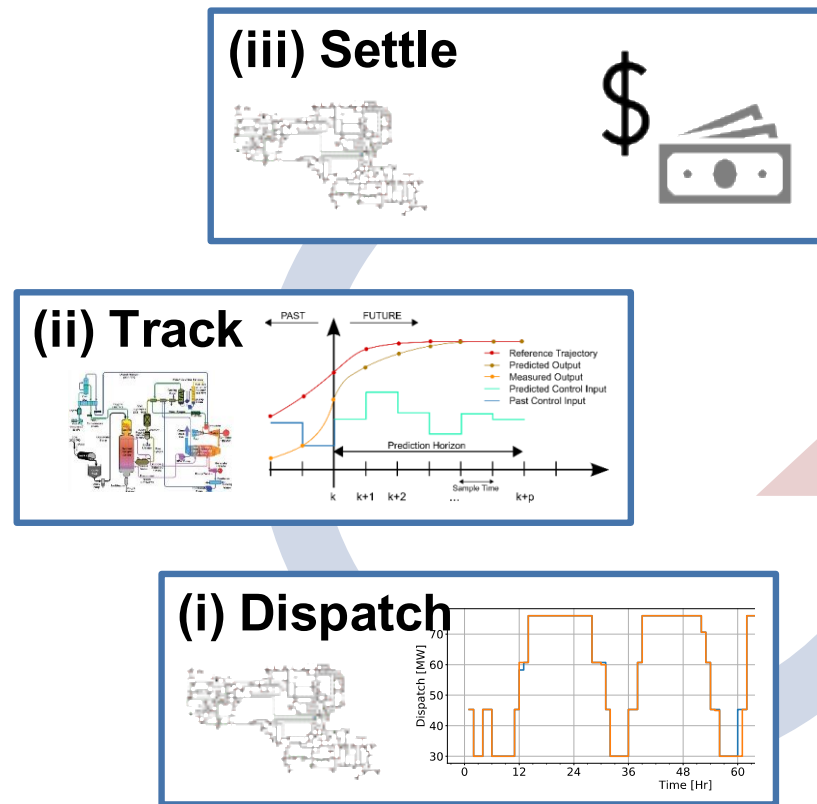 (iii) Settle
$
(ii) Track
PAST
FUTURE
Reference Trajectory
Predicted Output
Measured Output
Predicted Control Input
Past Control Input
Prediction Horizon
Sample Time
k
k+1
k+2
...
k+p
(i) Dispatch
Dispatch [MW]
70
60
50
40
30
0
12
24
36
48
60
Time [Hr]